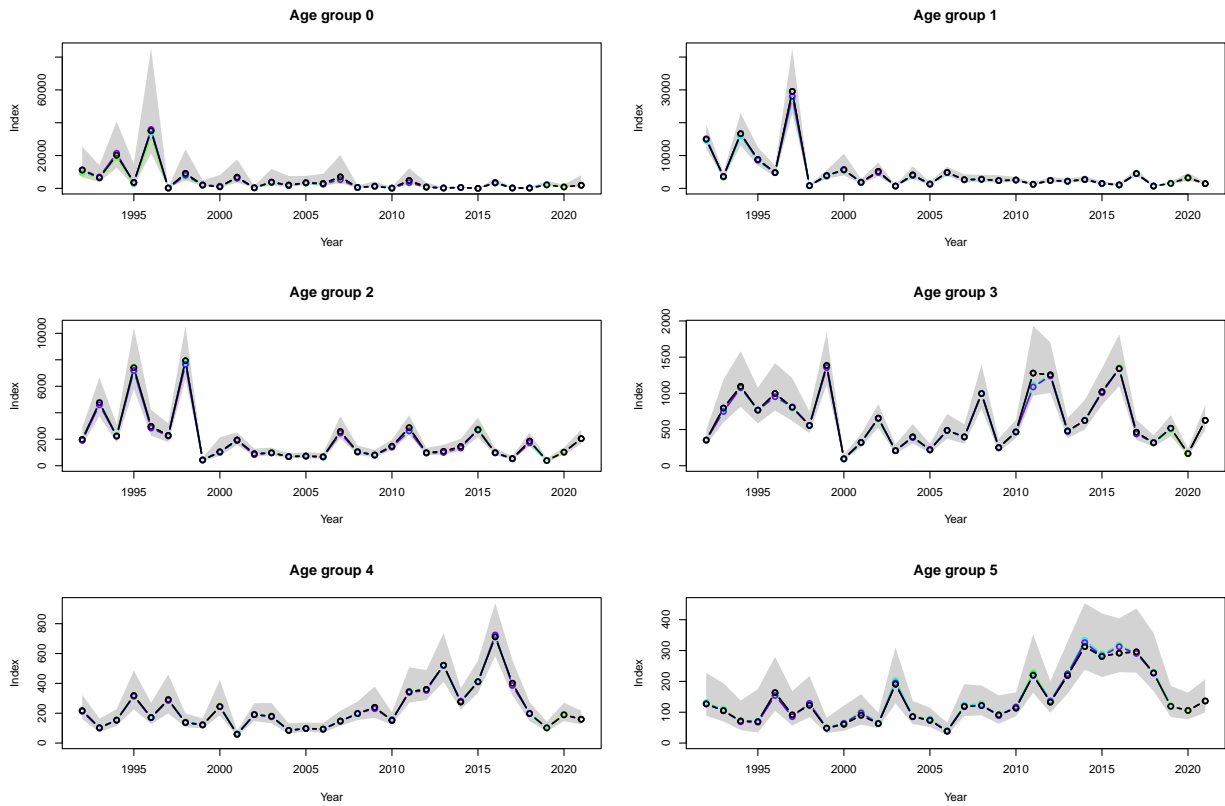 Age group 0
Index
60000
20000
0
1995 2000 2005 2010 2015 2020
Year
Age group 1
Index
30000
10000
0
1995 2000 2005 2010 2015 2020
Year
Age group 2
Index
10000
6000
2000
0
1995 2000 2005 2010 2015 2020
Year
Age group 3
Index
2000
1500
1000
500
0
1995 2000 2005 2010 2015 2020
Year
Age group 4
Index
800
600
400
200
0
1995 2000 2005 2010 2015 2020
Year
Age group 5
Index
400
300
200
100
0
1995 2000 2005 2010 2015 2020
Year